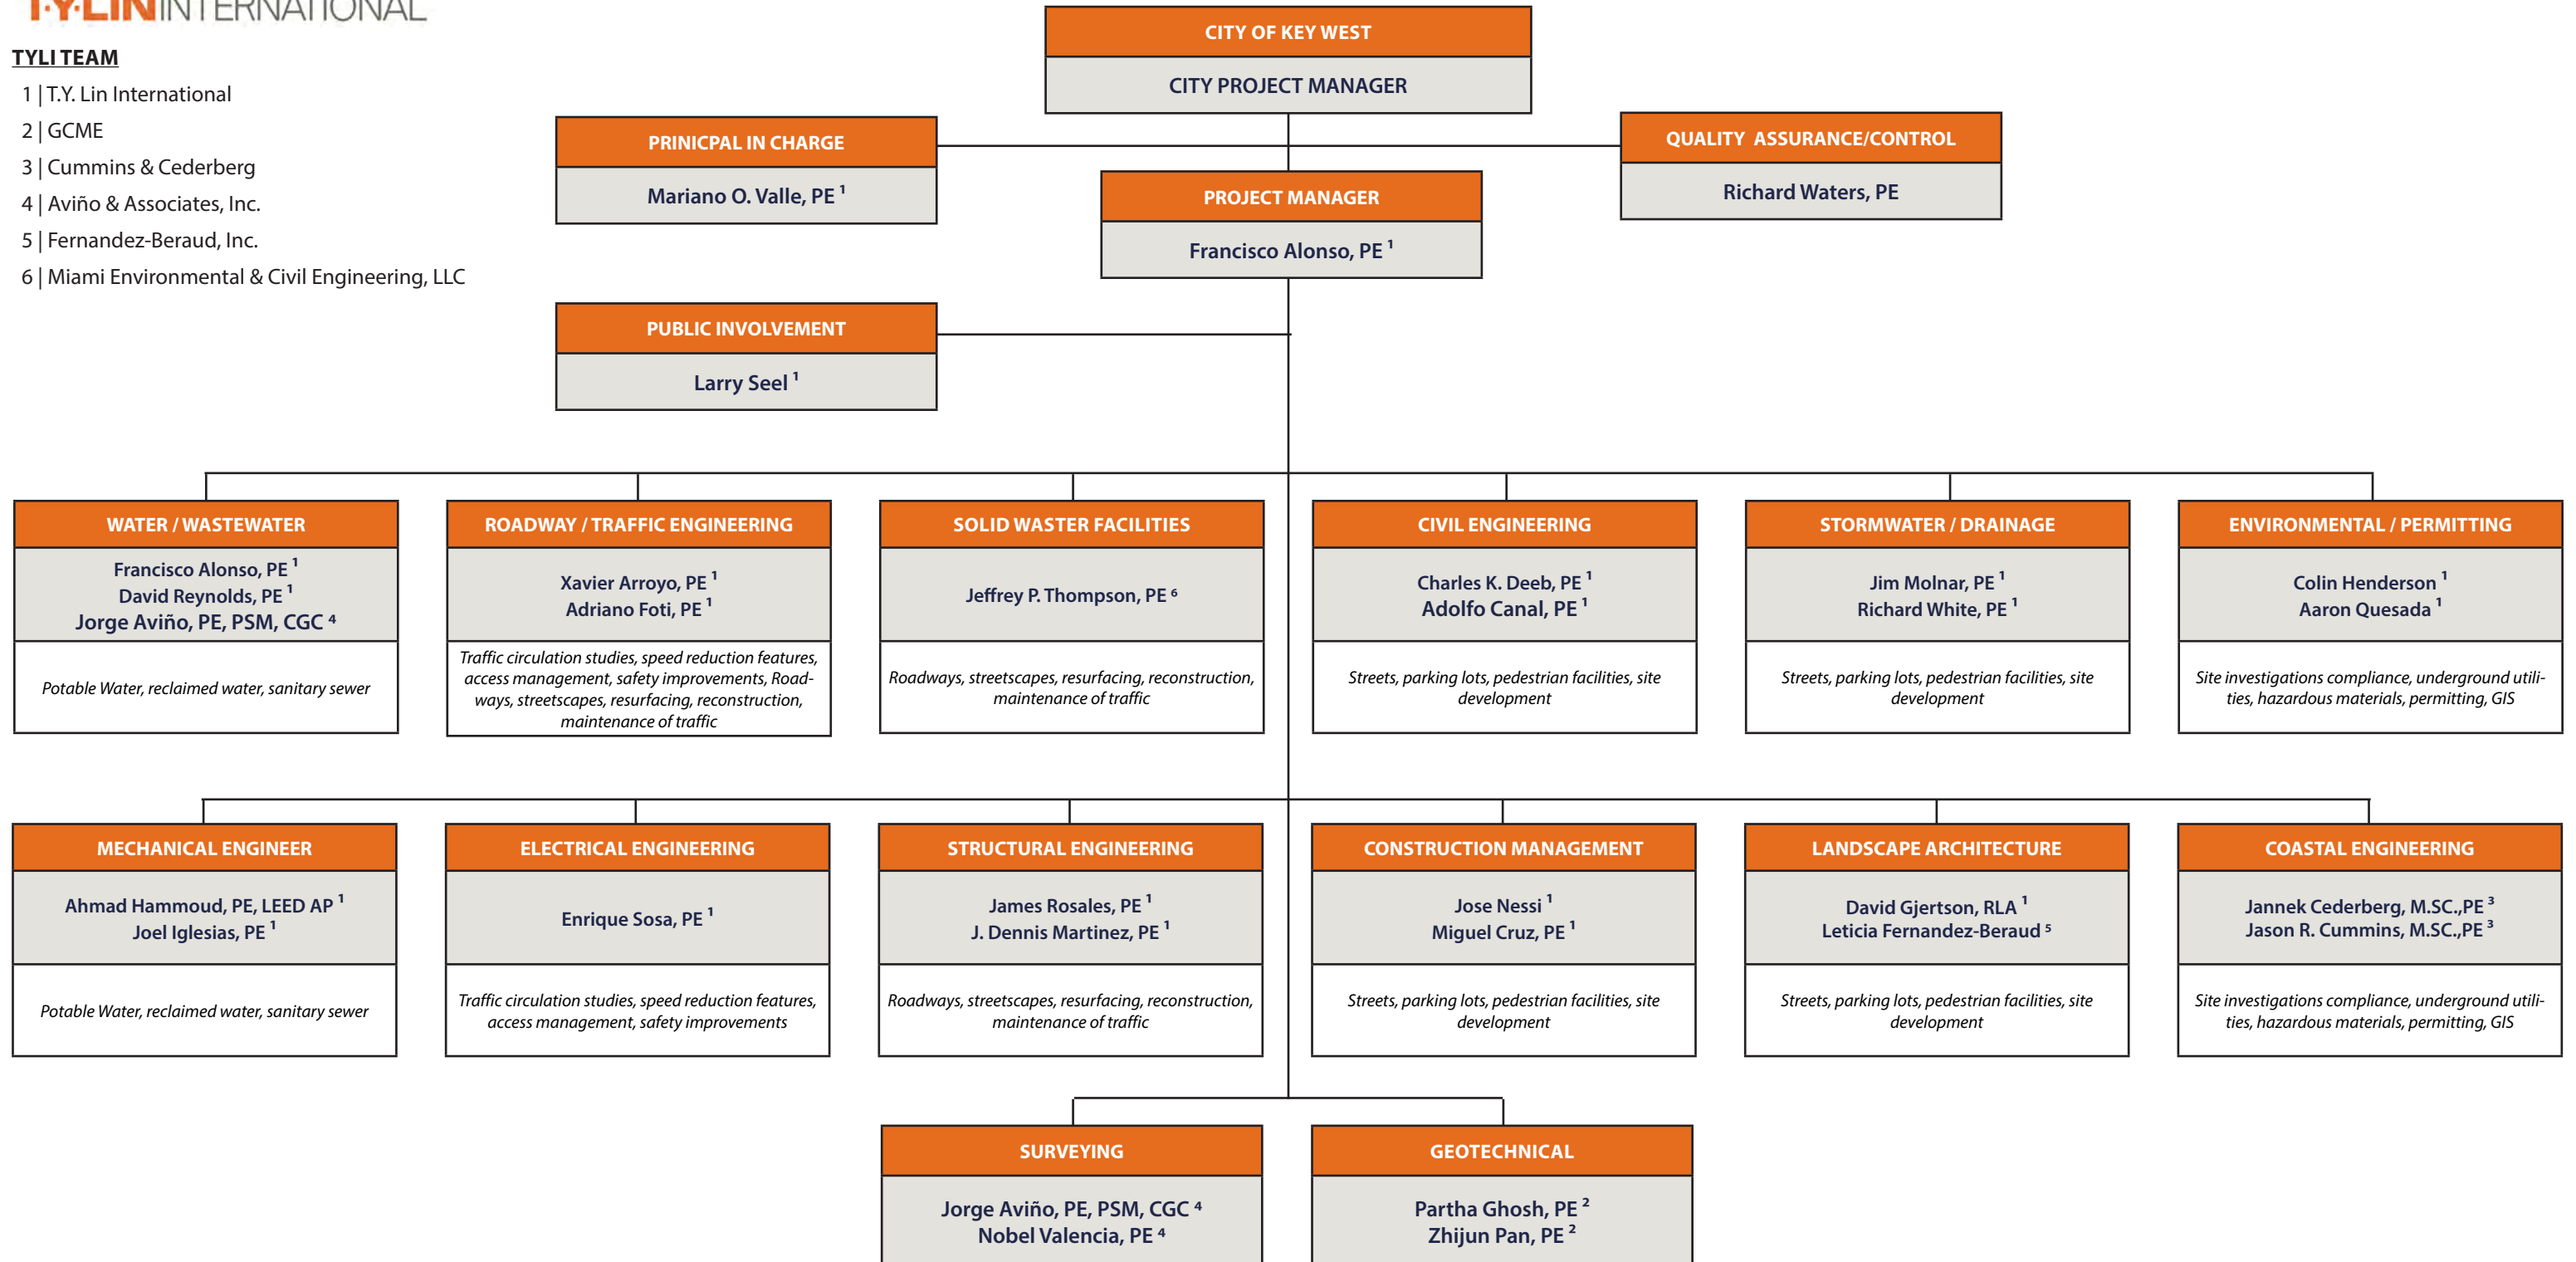 T.Y.LIN INTERNATIONAL
TYLI TEAM
1 | T.Y. Lin International
2 | GCME
3 | Cummins & Cederberg
4 | Aviño & Associates, Inc.
5 | Fernandez-Beraud, Inc.
6 | Miami Environmental & Civil Engineering, LLC
CITY OF KEY WEST
CITY PROJECT MANAGER
PRINICPAL IN CHARGE
Mariano O. Valle, PE ¹
QUALITY ASSURANCE/CONTROL
Richard Waters, PE
PROJECT MANAGER
Francisco Alonso, PE ¹
PUBLIC INVOLVEMENT
Larry Seel ¹
WATER / WASTEWATER
Francisco Alonso, PE ¹
David Reynolds, PE ¹
Jorge Aviño, PE, PSM, CGC ⁴
Potable Water, reclaimed water, sanitary sewer
ROADWAY / TRAFFIC ENGINEERING
Xavier Arroyo, PE ¹
Adriano Foti, PE ¹
Traffic circulation studies, speed reduction features,
access management, safety improvements, Road-
ways, streetscapes, resurfacing, reconstruction,
maintenance of traffic
SOLID WASTER FACILITIES
Jeffrey P. Thompson, PE ⁶
Roadways, streetscapes, resurfacing, reconstruction,
maintenance of traffic
CIVIL ENGINEERING
Charles K. Deeb, PE ¹
Adolfo Canal, PE ¹
Streets, parking lots, pedestrian facilities, site
development
STORMWATER / DRAINAGE
Jim Molnar, PE ¹
Richard White, PE ¹
Streets, parking lots, pedestrian facilities, site
development
ENVIRONMENTAL / PERMITTING
Colin Henderson ¹
Aaron Quesada ¹
Site investigations compliance, underground utili-
ties, hazardous materials, permitting, GIS
MECHANICAL ENGINEER
Ahmad Hammoud, PE, LEED AP ¹
Joel Iglesias, PE ¹
Potable Water, reclaimed water, sanitary sewer
ELECTRICAL ENGINEERING
Enrique Sosa, PE ¹
Traffic circulation studies, speed reduction features,
access management, safety improvements
STRUCTURAL ENGINEERING
James Rosales, PE ¹
J. Dennis Martinez, PE ¹
Roadways, streetscapes, resurfacing, reconstruction,
maintenance of traffic
CONSTRUCTION MANAGEMENT
Jose Nessi ¹
Miguel Cruz, PE ¹
Streets, parking lots, pedestrian facilities, site
development
LANDSCAPE ARCHITECTURE
David Gjertson, RLA ¹
Leticia Fernandez-Beraud ⁵
Streets, parking lots, pedestrian facilities, site
development
COASTAL ENGINEERING
Jannek Cederberg, M.SC.,PE ³
Jason R. Cummins, M.SC.,PE ³
Site investigations compliance, underground utili-
ties, hazardous materials, permitting, GIS
SURVEYING
Jorge Aviño, PE, PSM, CGC ⁴
Nobel Valencia, PE ⁴
GEOTECHNICAL
Partha Ghosh, PE ²
Zhijun Pan, PE ²